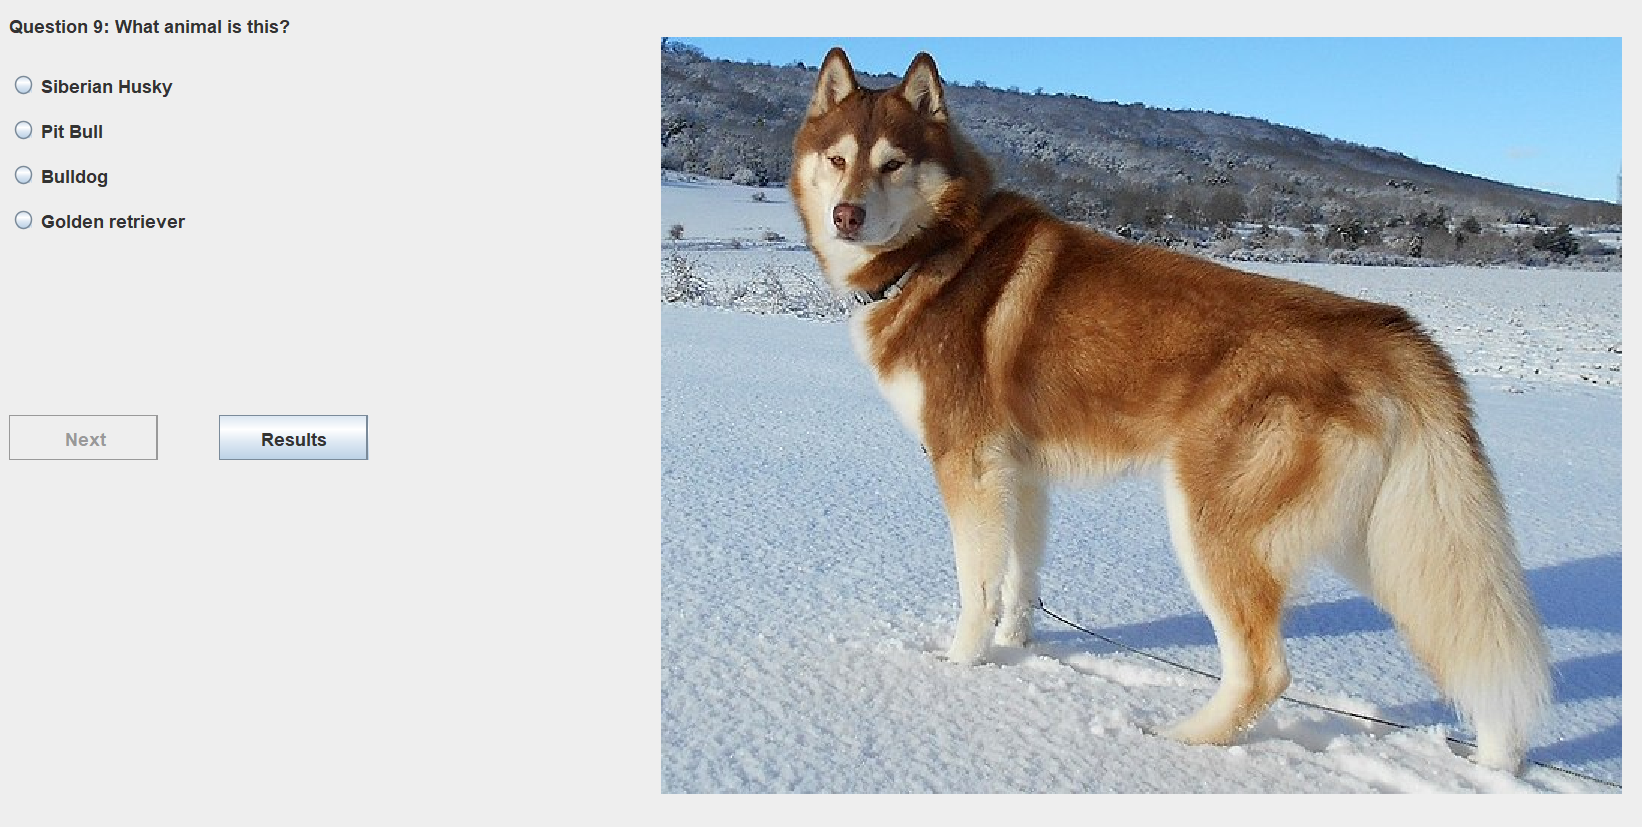 Question 9: What animal is this?
Siberian Husky
Pit Bull
Bulldog
Golden retriever
Next
Results